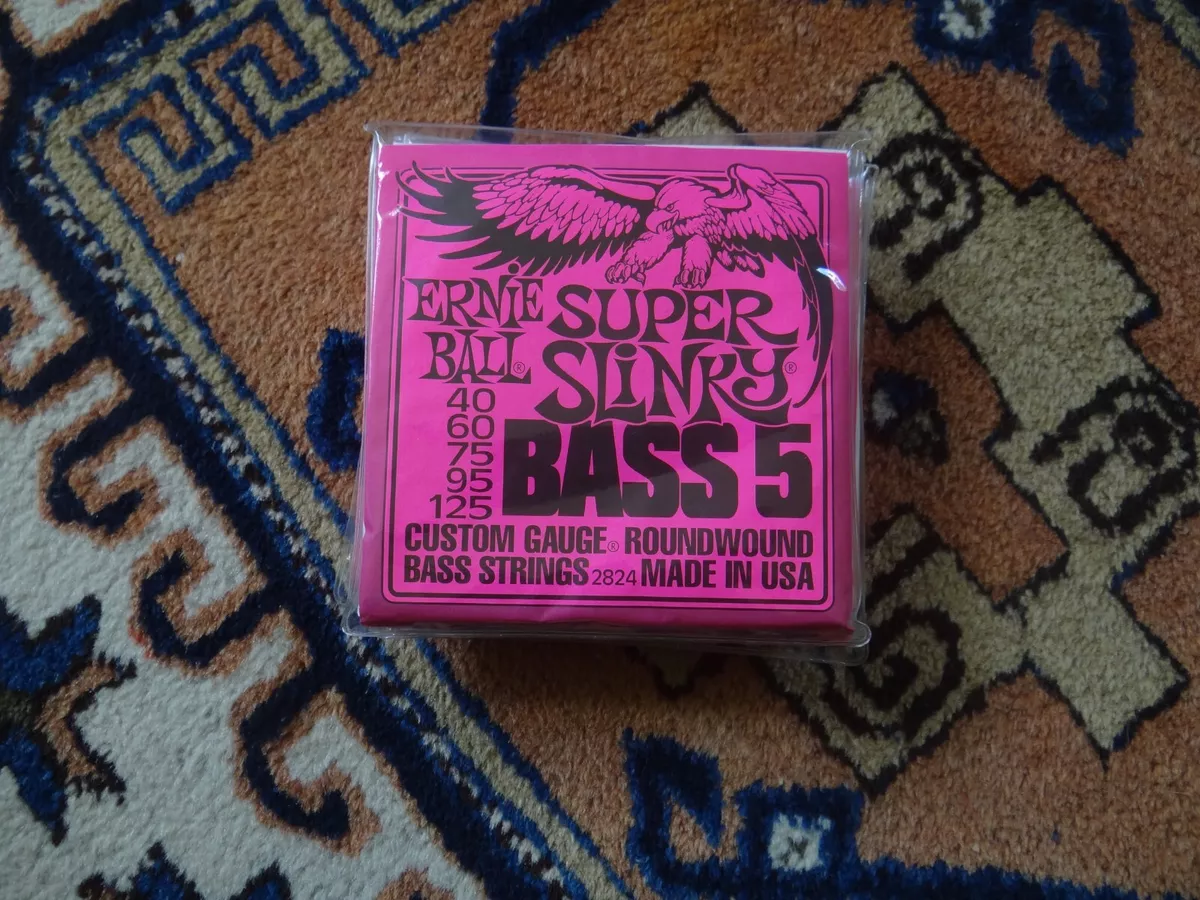 ERNiE
BALL®
SUPER
SLiNKY®
BASS 5
40
60
75
95
125
CUSTOM GAUGE® ROUNDWOUND
BASS STRINGS 2824 MADE IN USA